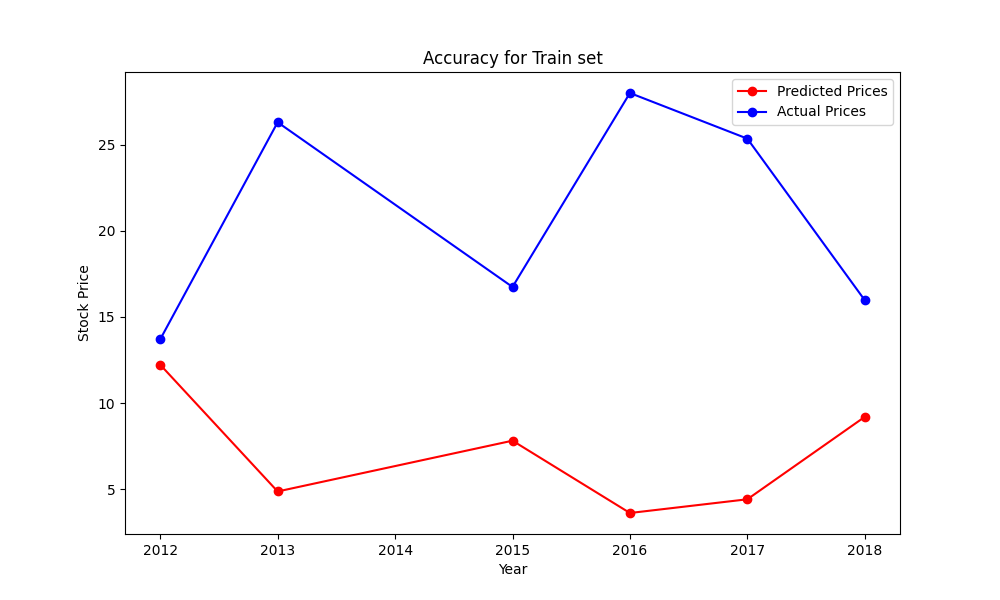 Accuracy for Train set
Predicted Prices
Actual Prices
25
20
15
10
5
Stock Price
2012 2013 2014 2015 2016 2017 2018
Year